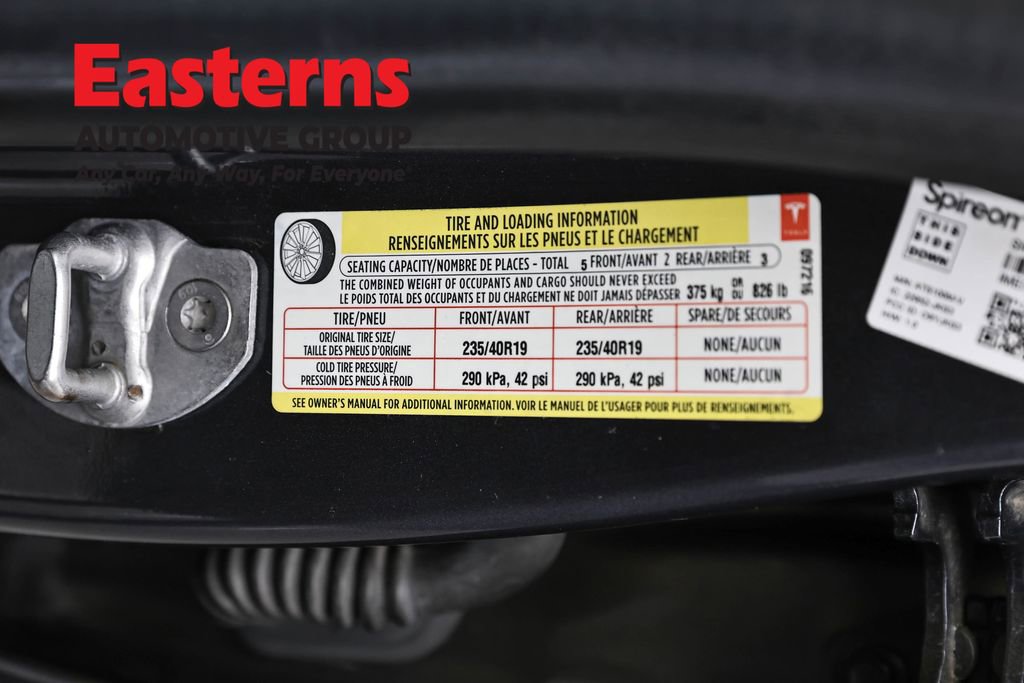 Easterns
AUTOMOTIVE GROUP
Any Car, Any Way, For Everyone
TIRE AND LOADING INFORMATION
RENSEIGNEMENTS SUR LES PNEUS ET LE CHARGEMENT
TESLA
SEATING CAPACITY/NOMBRE DE PLACES - TOTAL 5 FRONT/AVANT 2 REAR/ARRIÈRE 3
THE COMBINED WEIGHT OF OCCUPANTS AND CARGO SHOULD NEVER EXCEED
LE POIDS TOTAL DES OCCUPANTS ET DU CHARGEMENT NE DOIT JAMAIS DÉPASSER 375 kg OR OU 826 lb
097216
TIRE/PNEU FRONT/AVANT REAR/ARRIÈRE SPARE/DE SECOURS
ORIGINAL TIRE SIZE/
TAILLE DES PNEUS D'ORIGINE 235/40R19 235/40R19 NONE/AUCUN
COLD TIRE PRESSURE/
PRESSION DES PNEUS À FROID 290 kPa, 42 psi 290 kPa, 42 psi NONE/AUCUN
SEE OWNER'S MANUAL FOR ADDITIONAL INFORMATION. VOIR LE MANUEL DE L'USAGER POUR PLUS DE RENSEIGNEMENTS.
Spireon
THIS
SIDE
DOWN